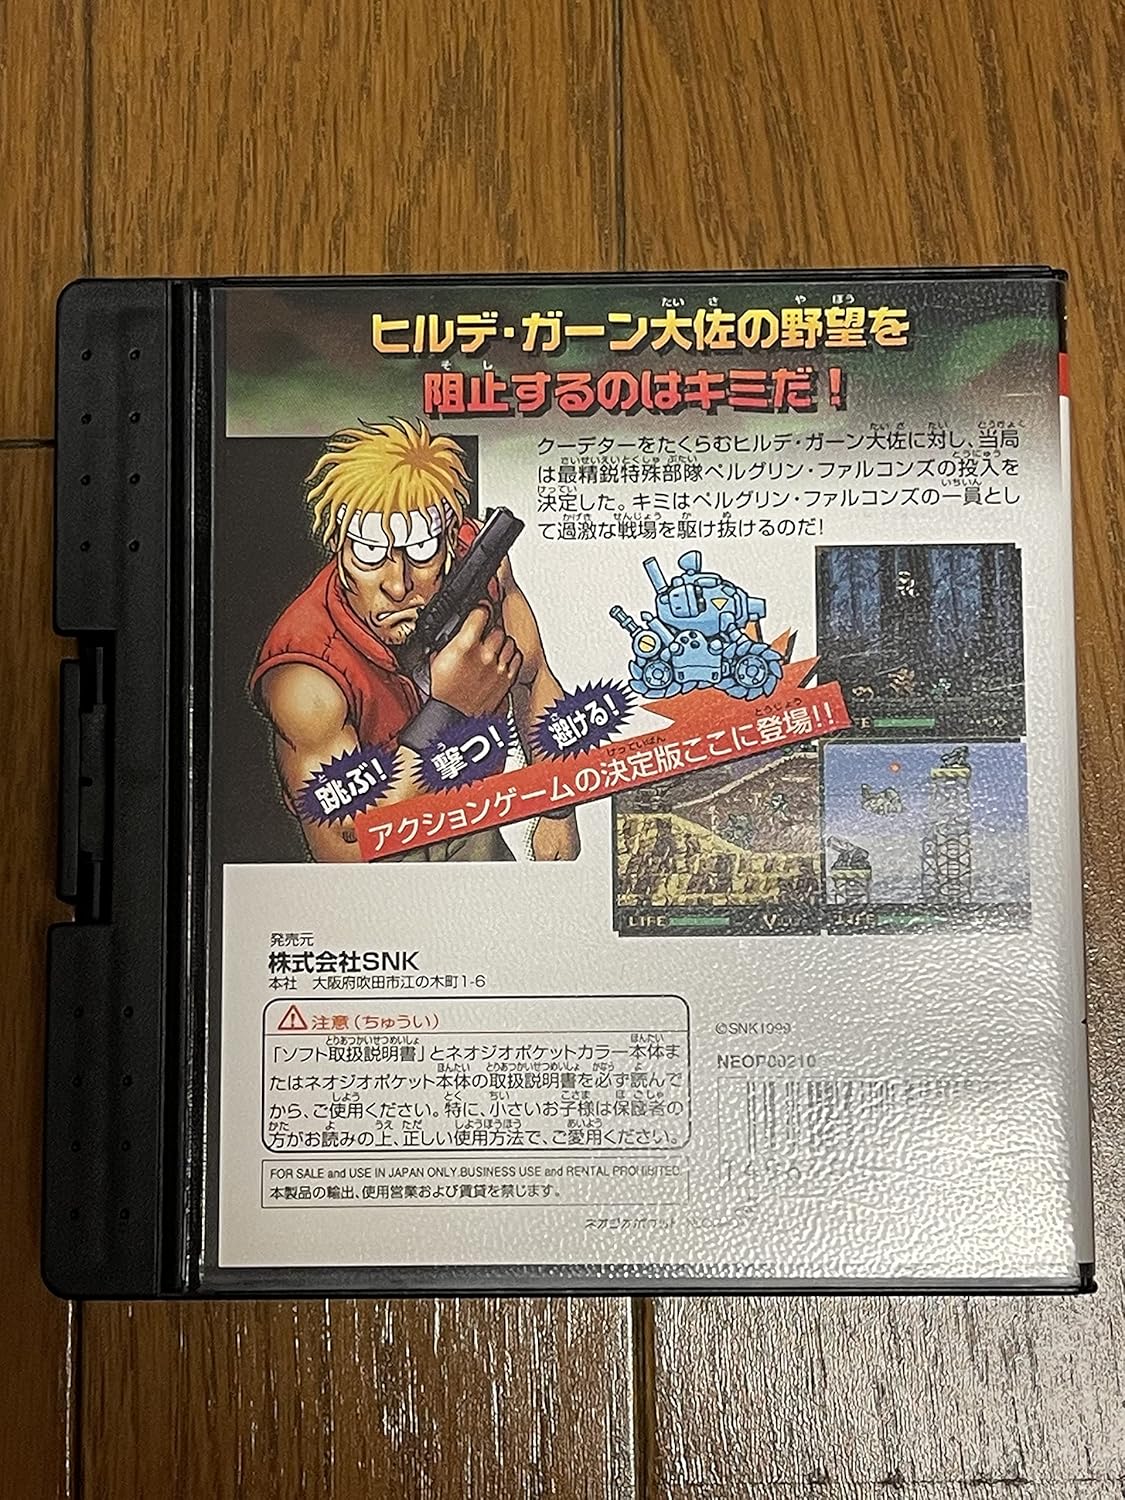 ヒルデ・ガーン大佐の野望を
阻止するのはキミだ!
クーデターをたくらむヒルデ・ガーン大佐に対し、当局
は最精鋭特殊部隊ペルグリン・ファルコンズの投入を
決定した。キミはペルグリン・ファルコンズの一員とし
て過激な戦場を駆け抜けるのだ!
跳ぶ!
撃つ!
避ける!
アクションゲームの決定版ここに登場!!
LIFE
発売元
株式会社SNK
本社 大阪府吹田市江の木町1-6
注意(ちゅうい)
「ソフト取扱説明書」とネオジオポケットカラー本体ま
たはネオジオポケット本体の取扱説明書を必ず読んで
から、ご使用ください。特に、小さいお子様は保護者の
方がお読みの上、正しい使用方法で、ご愛用ください。
FOR SALE and USE IN JAPAN ONLY.BUSINESS USE and RENTAL PROHIBITED.
本製品の輸出、使用営業および賃貸を禁じます。
©SNK1999
NEOP00210
ネオジオポケット